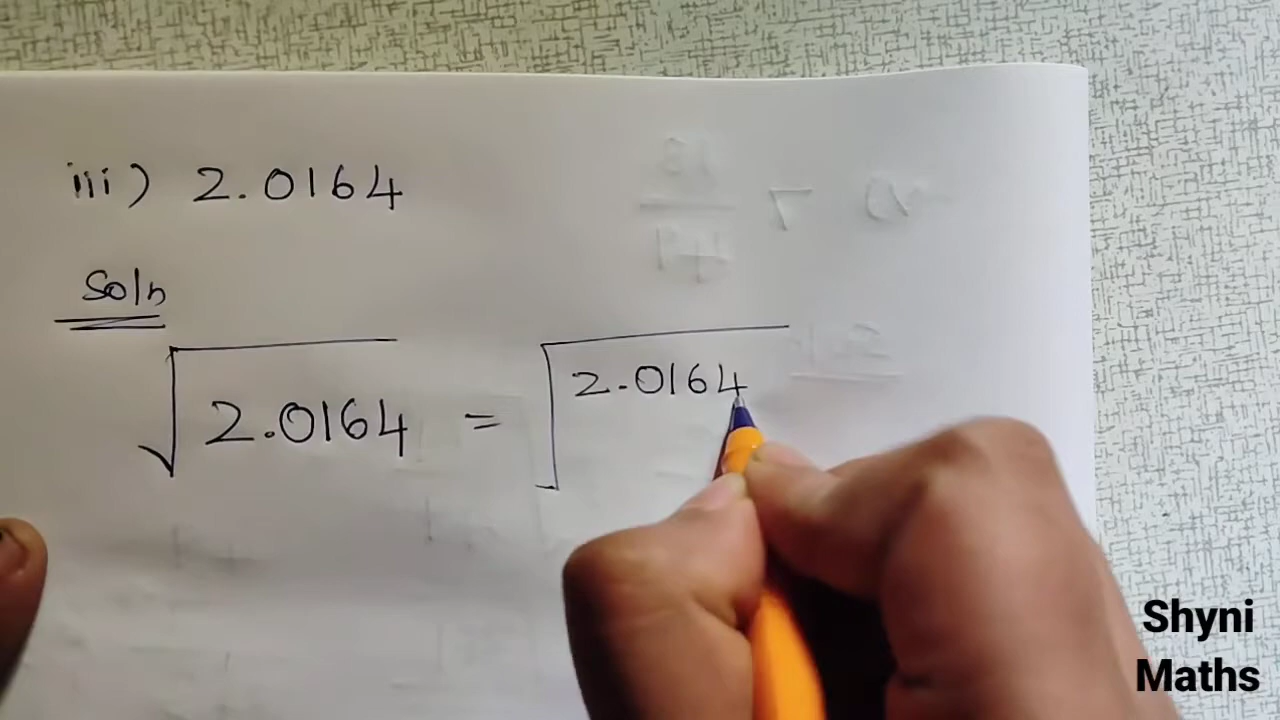 iii) 2.0164
Soln
√2.0164 = √2.0164
Shyni
Maths